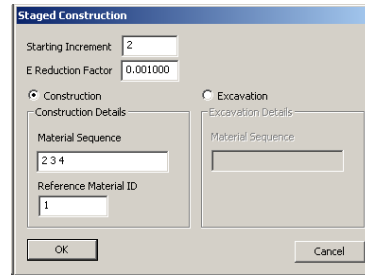 Staged Construction
Starting Increment 2
E Reduction Factor 0.001000
Construction Excavation
Construction Details Excavation Details
Material Sequence Material Sequence
2 3 4
Reference Material ID
1
OK Cancel